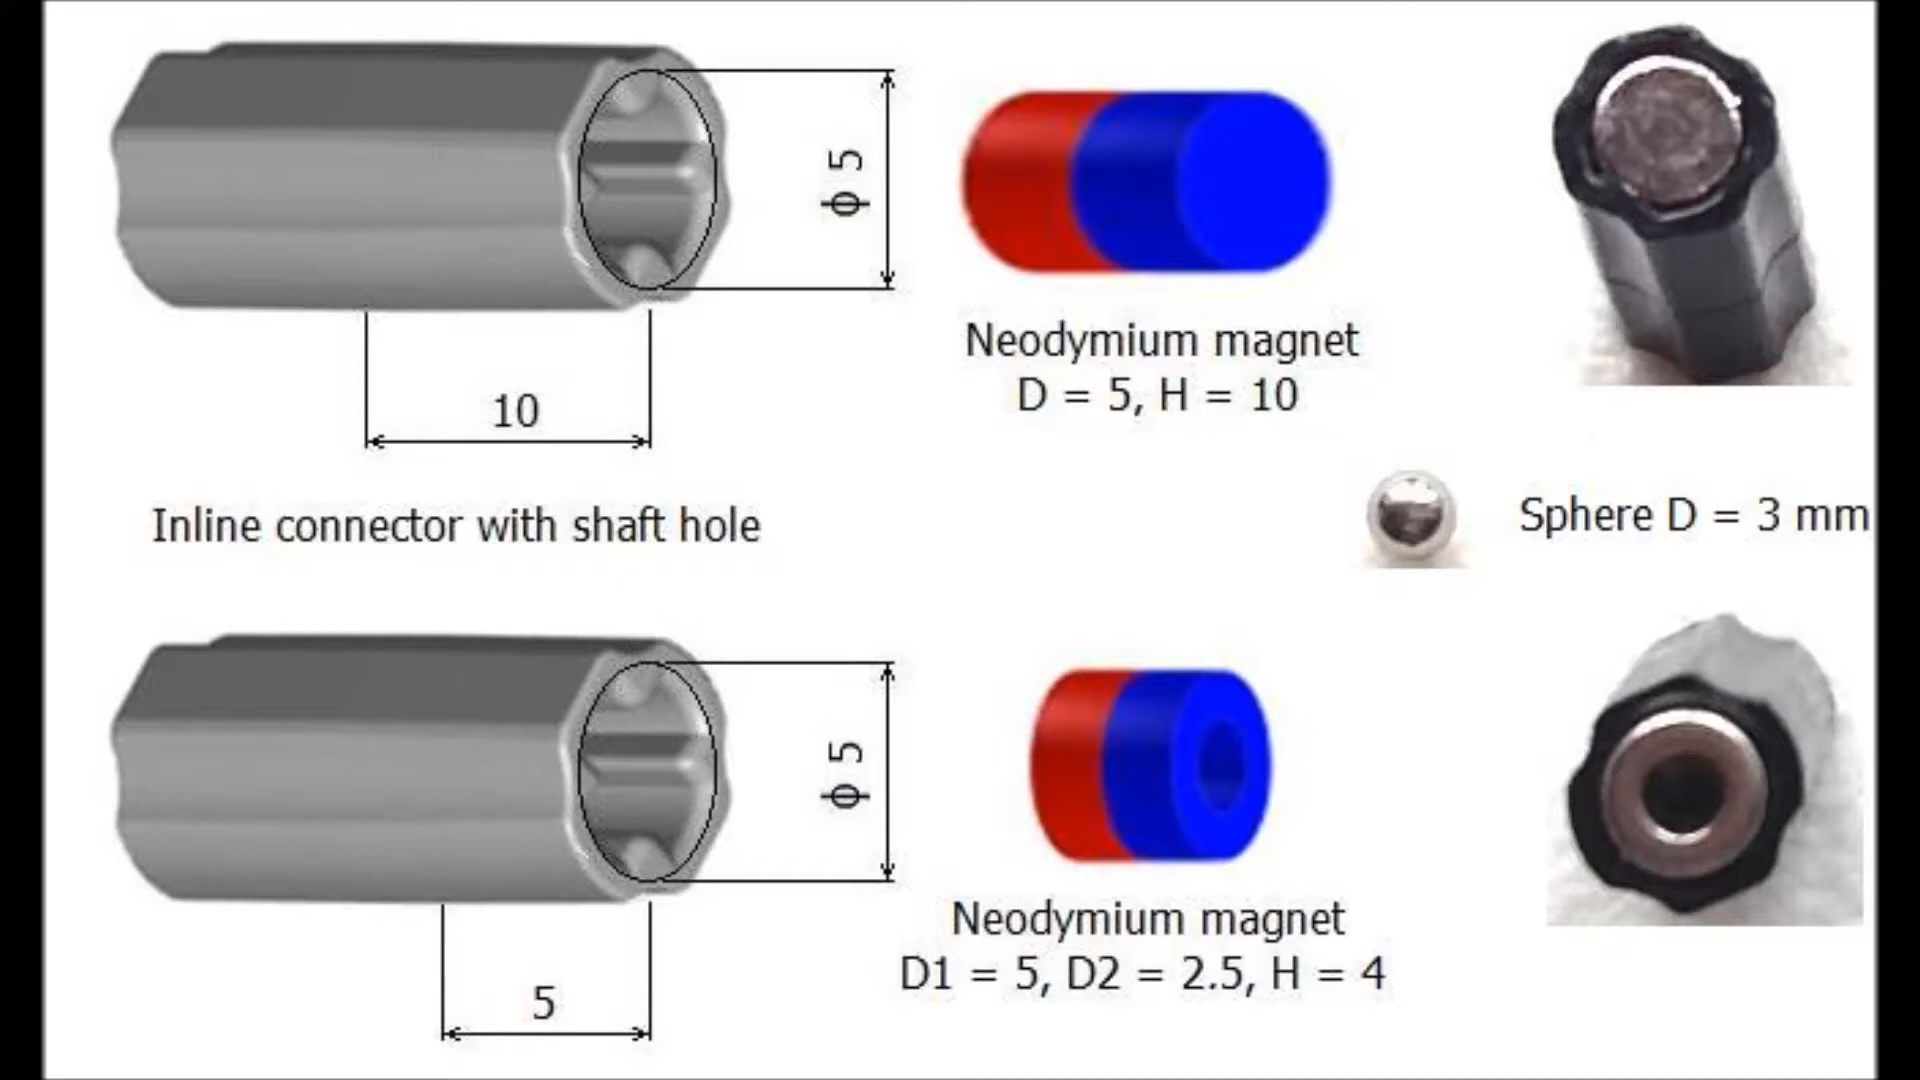 ϕ 5
Neodymium magnet
D = 5, H = 10
10
Inline connector with shaft hole
Sphere D = 3 mm
ϕ 5
Neodymium magnet
D1 = 5, D2 = 2.5, H = 4
5